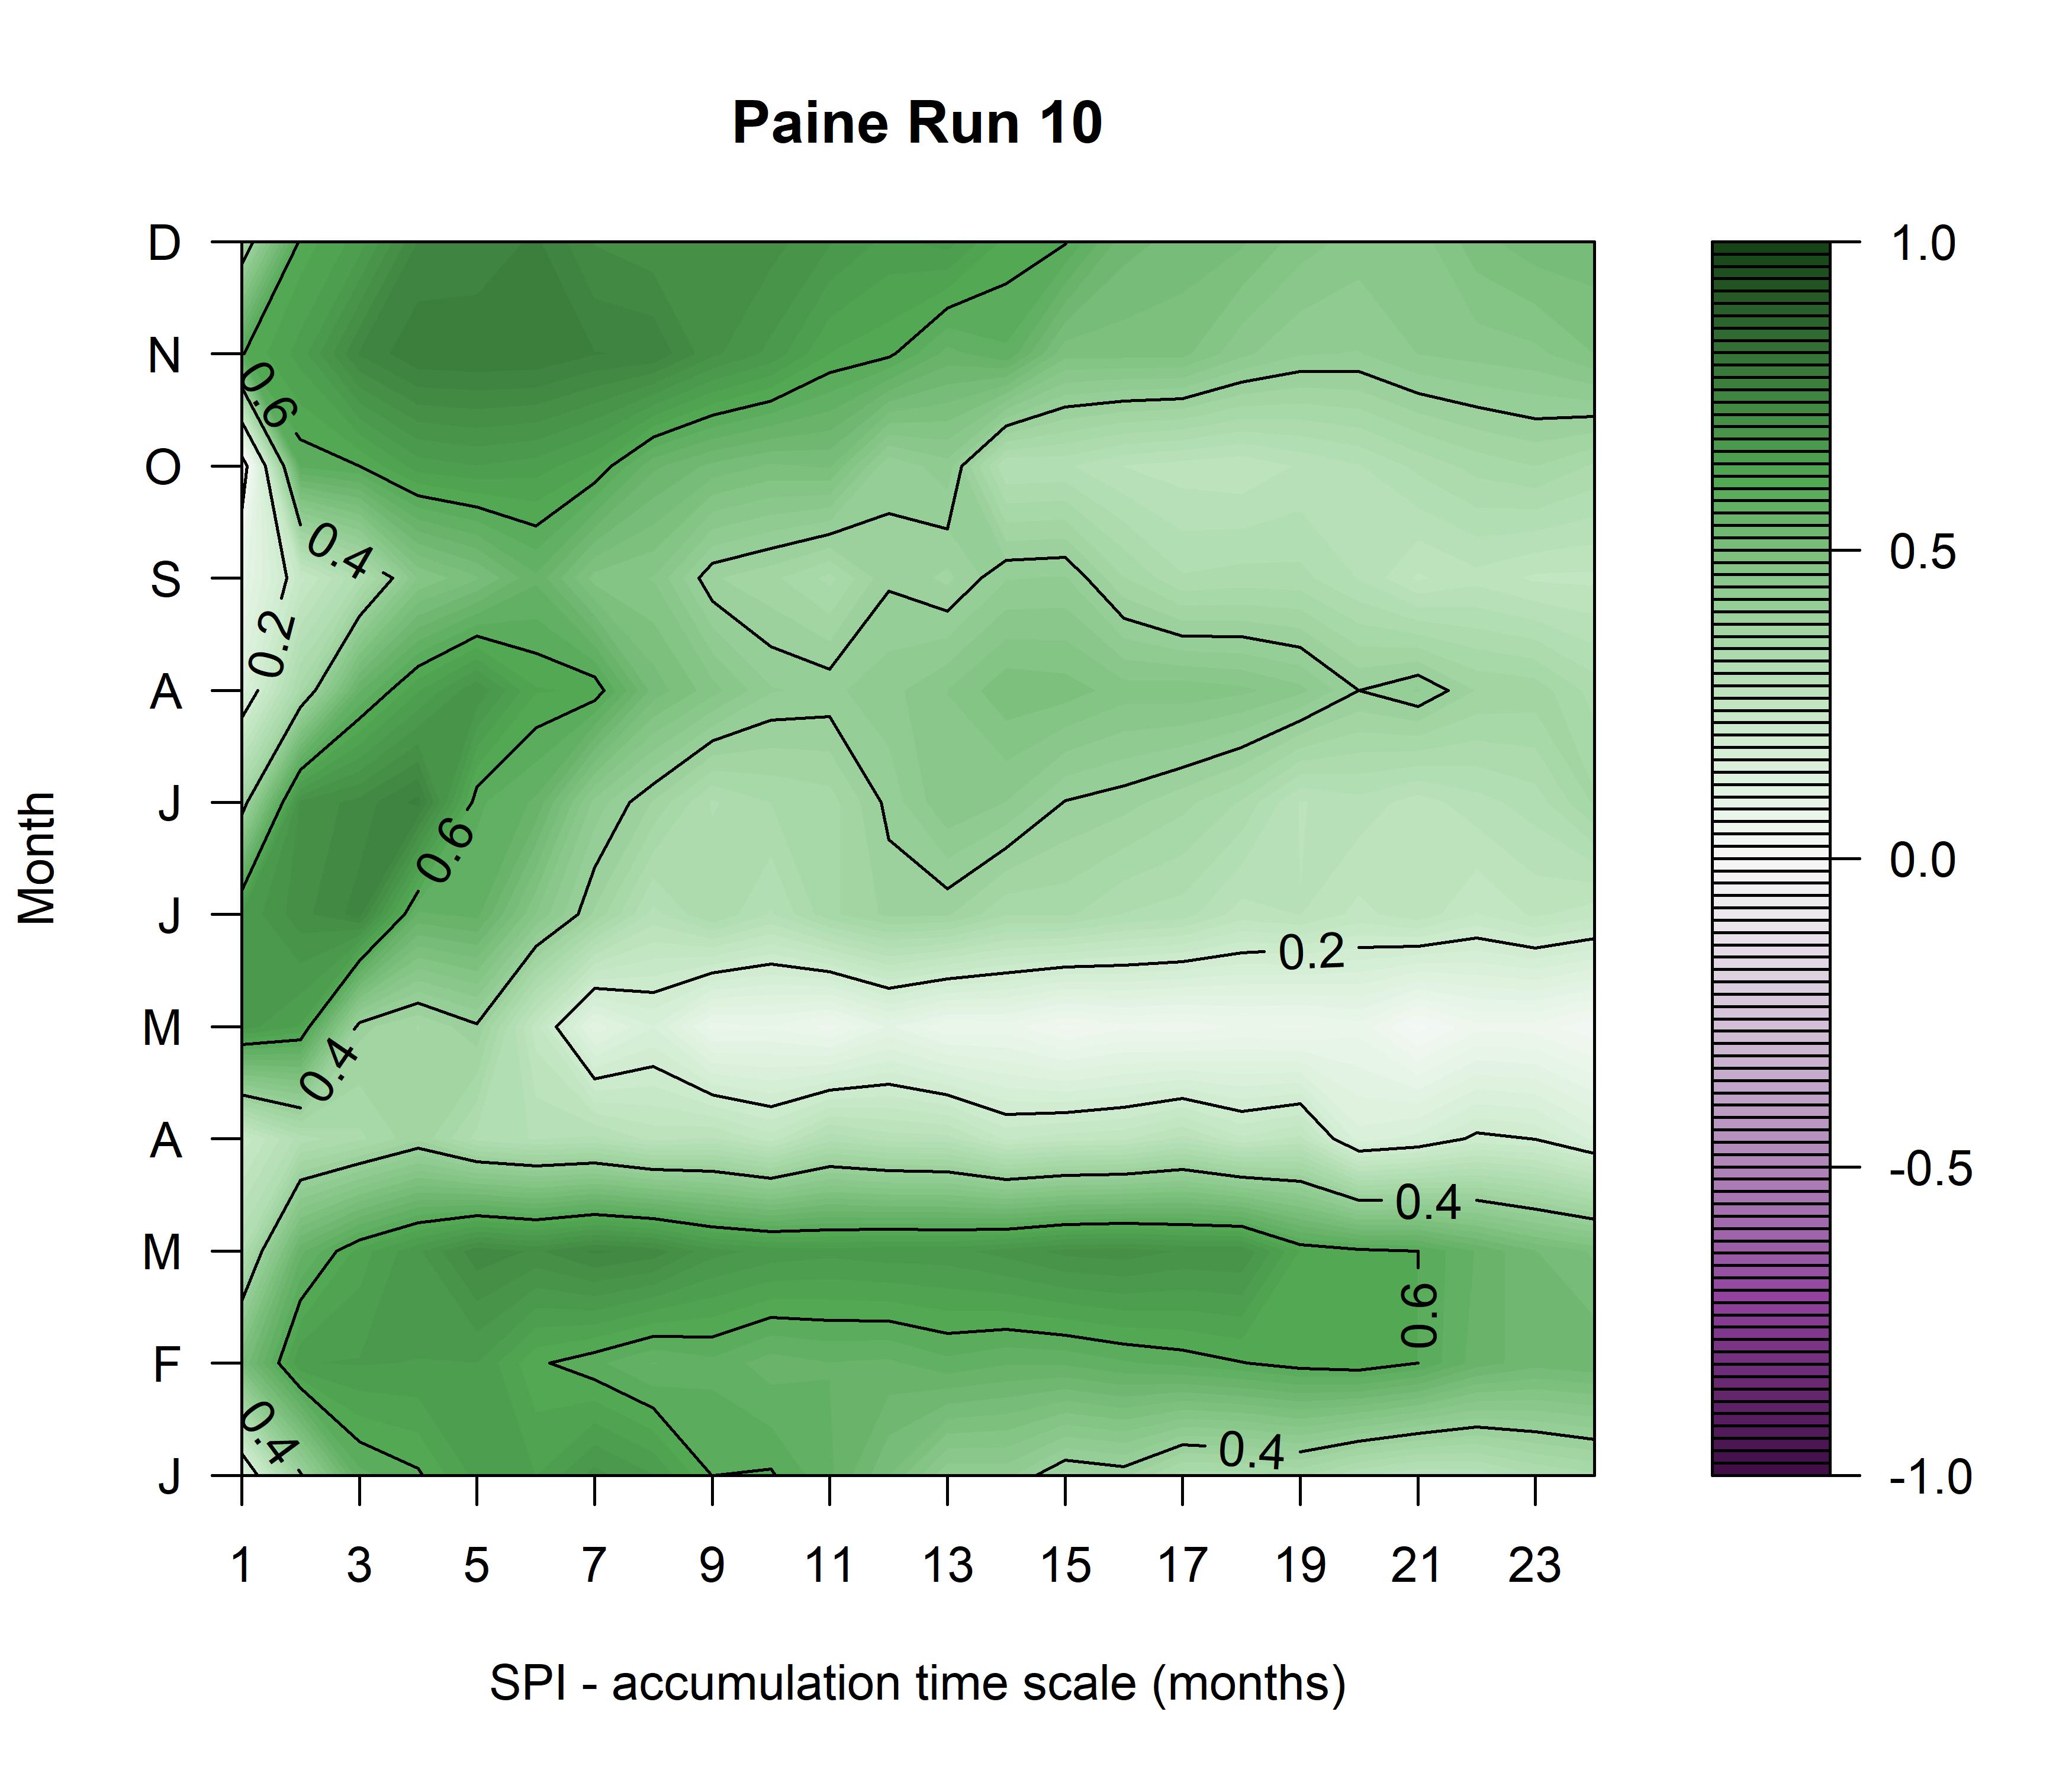 Paine Run 10
Month
D
N
O
S
A
J
J
M
A
M
F
J
0.6
0.4
0.2
0.6
0.4
0.2
0.4
0.6
0.4
0.4
1 3 5 7 9 11 13 15 17 19 21 23
SPI - accumulation time scale (months)
1.0
0.5
0.0
-0.5
-1.0